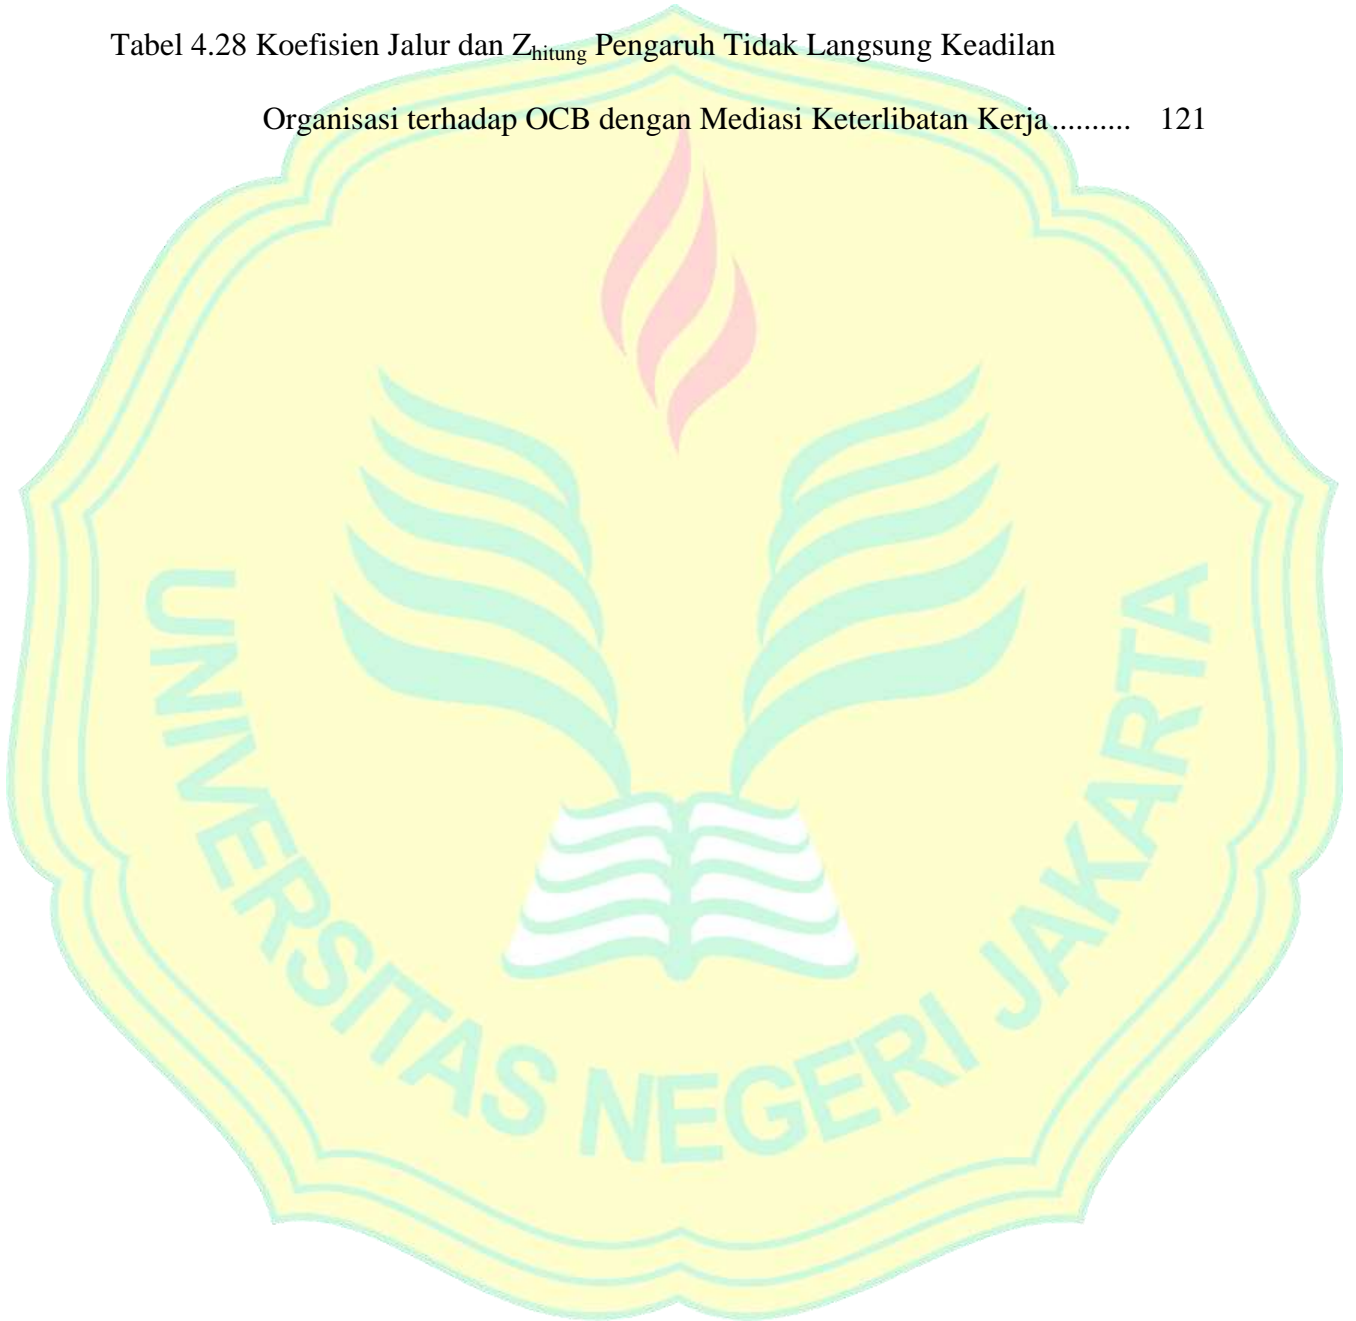 Tabel 4.28 Koefisien Jalur dan Zhitung Pengaruh Tidak Langsung Keadilan
Organisasi terhadap OCB dengan Mediasi Keterlibatan Kerja.......... 121
UNIVERSITAS NEGERI JAKARTA